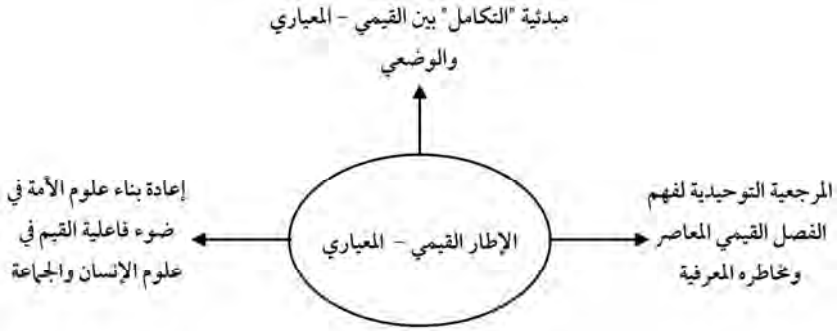 مبدئية "التكامل" بين القيمي – المعياري
والوضعي
المرجعية التوحيدية لفهم
الفصل القيمي المعاصر
ومخاطره المعرفية
الإطار القيمي – المعياري
إعادة بناء علوم الأمة في
ضوء فاعلية القيم في
علوم الإنسان والجماعة